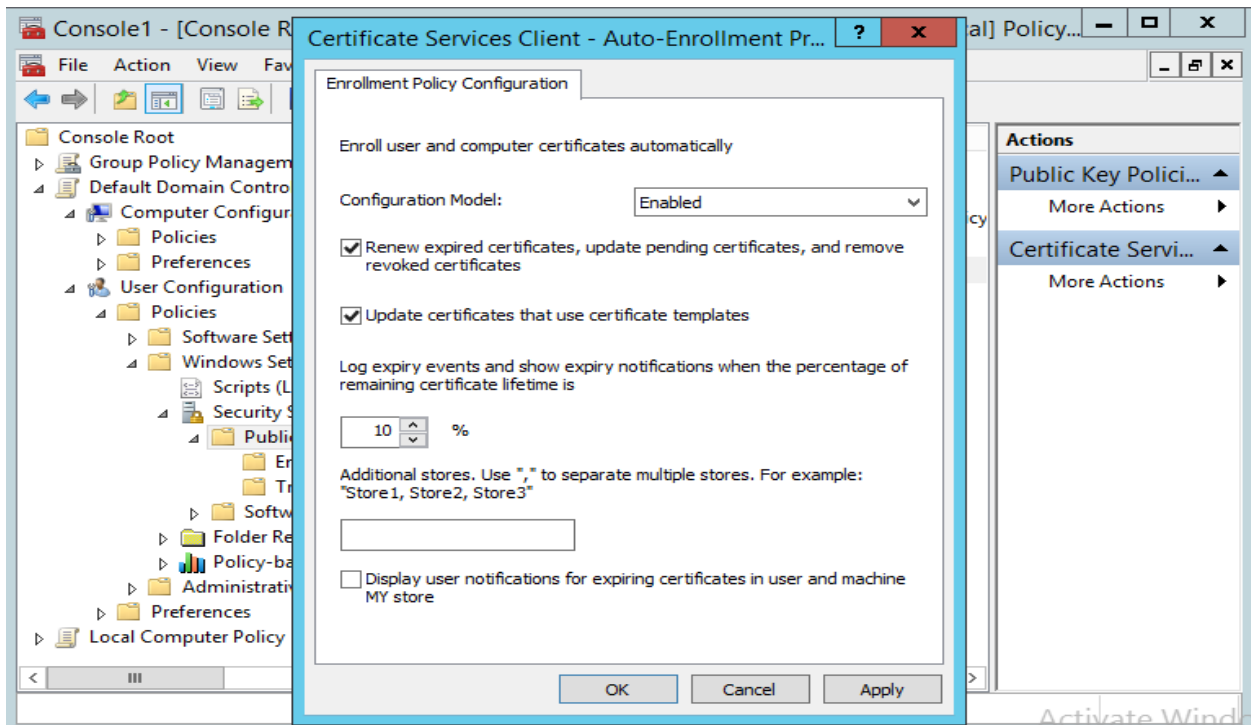 Console1 - [Console R
Certificate Services Client - Auto-Enrollment Pr...
? x
cal] Policy...
File Action View Fav
Enrollment Policy Configuration
Console Root
Group Policy Managem
Default Domain Contro
Computer Configur
Policies
Preferences
User Configuration
Policies
Software Sett
Windows Set
Scripts (L
Security S
Public
En
Tr
Softw
Folder Re
Policy-ba
Administrativ
Preferences
Local Computer Policy
Enroll user and computer certificates automatically
Configuration Model:
Enabled
Renew expired certificates, update pending certificates, and remove
revoked certificates
Update certificates that use certificate templates
Log expiry events and show expiry notifications when the percentage of
remaining certificate lifetime is
10 %
Additional stores. Use "," to separate multiple stores. For example:
"Store1, Store2, Store3"
Display user notifications for expiring certificates in user and machine
MY store
OK Cancel Apply
icy
Actions
Public Key Polici...
More Actions
Certificate Servi...
More Actions
Activate Wind